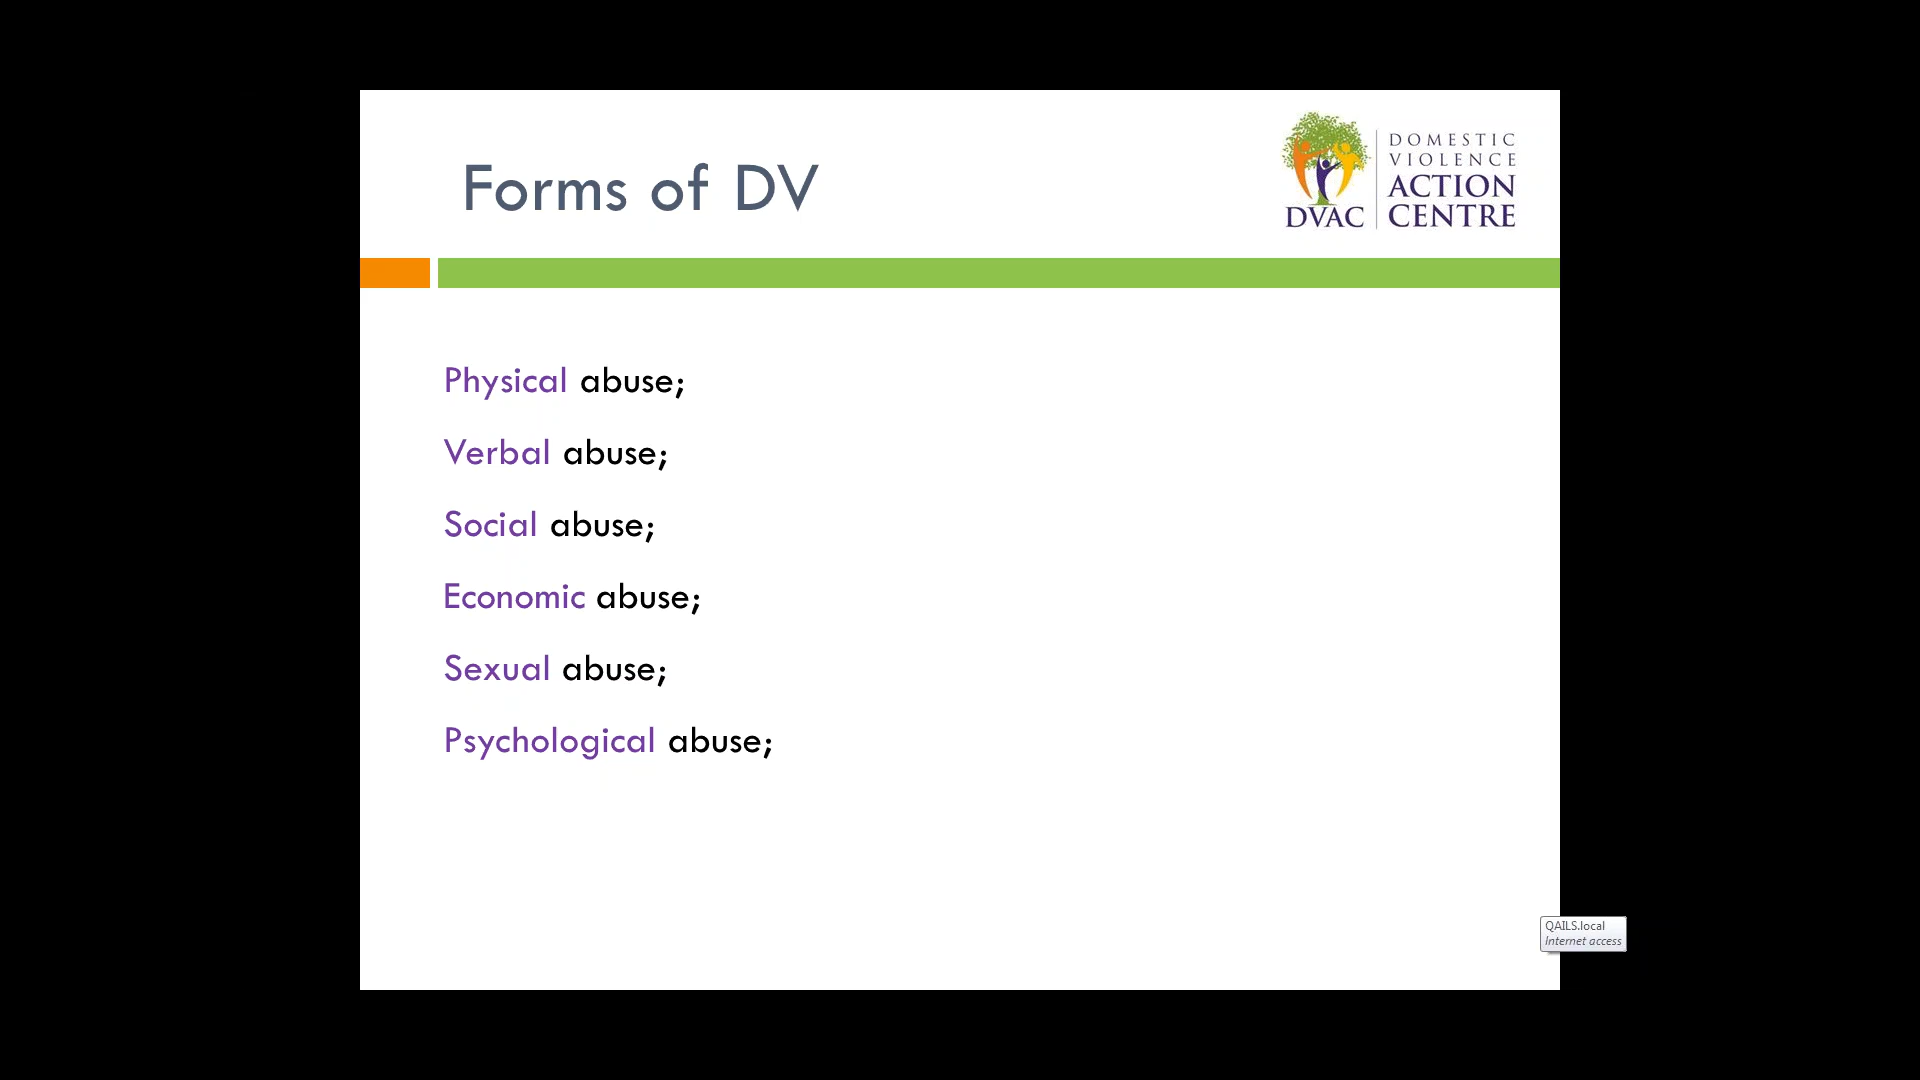 Forms of DV
DVAC
DOMESTIC
VIOLENCE
ACTION
CENTRE
Physical abuse;
Verbal abuse;
Social abuse;
Economic abuse;
Sexual abuse;
Psychological abuse;
QAILS.local
Internet access